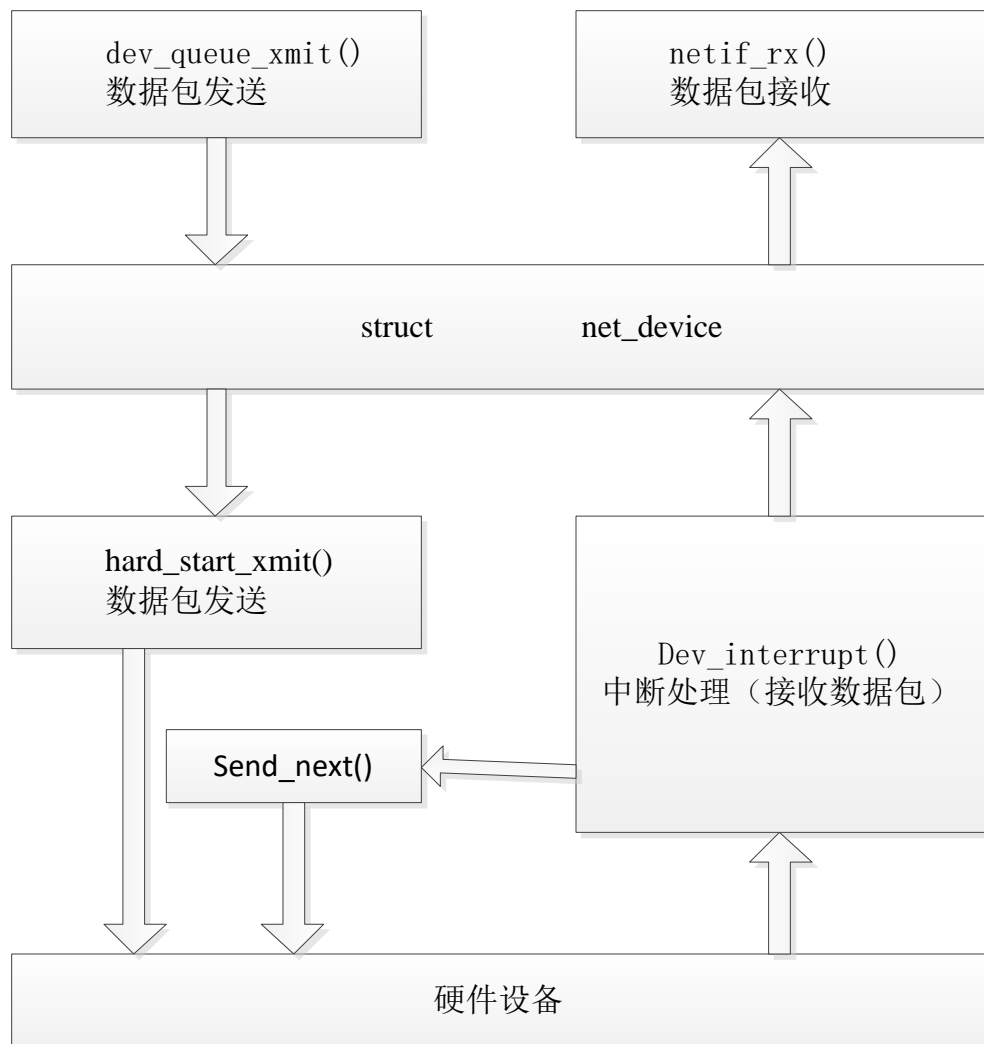 dev_queue_xmit()
数据包发送
netif_rx()
数据包接收
struct net_device
hard_start_xmit()
数据包发送
Dev_interrupt()
中断处理（接收数据包）
Send_next()
硬件设备